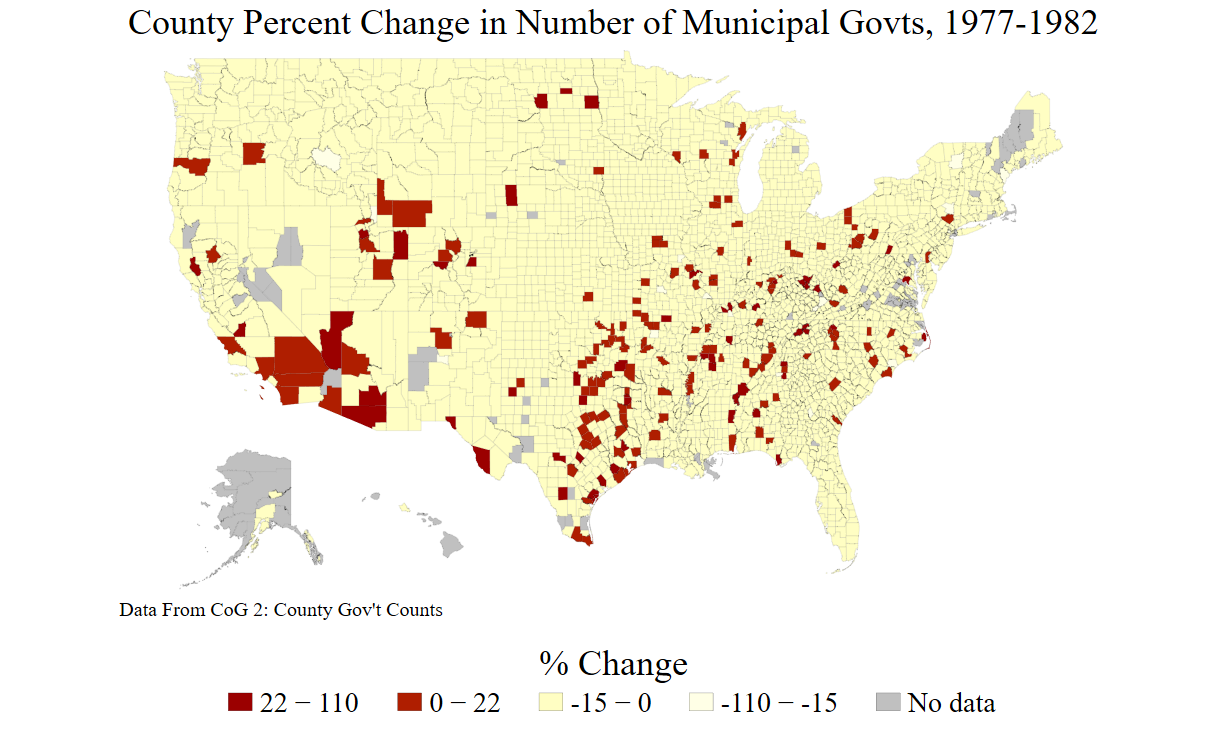 County Percent Change in Number of Municipal Govts, 1977-1982
Data From CoG 2: County Gov't Counts
% Change
22 − 110
0 − 22
-15 − 0
-110 − -15
No data